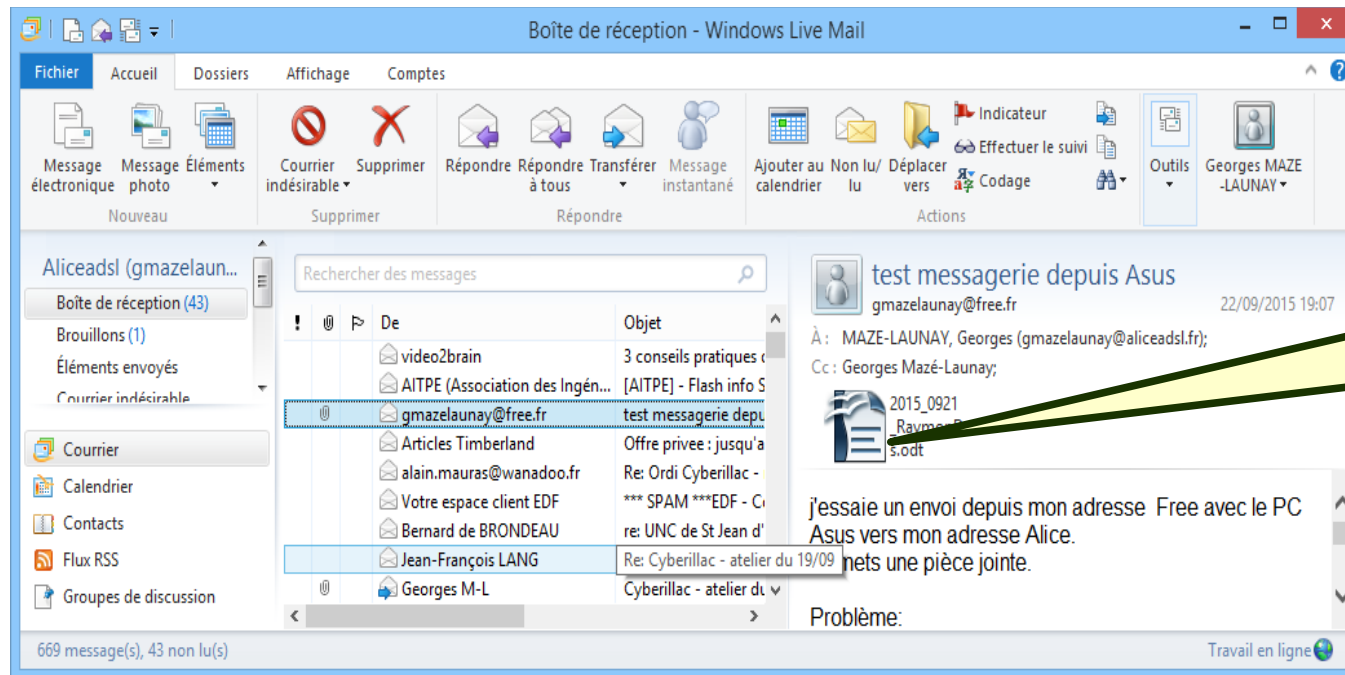 Boîte de réception - Windows Live Mail
Fichier Accueil Dossiers Affichage Comptes
Message électronique
Message photo
Éléments
Nouveau
Courrier indésirable
Supprimer
Supprimer
Répondre
Répondre à tous
Transférer
Message instantané
Répondre
Ajouter au calendrier
Non lu/ lu
Déplacer vers
Indicateur
Effectuer le suivi
Codage
Actions
Outils
Georges MAZE -LAUNAY
Aliceadsl (gmazelaun...
Boîte de réception (43)
Brouillons (1)
Éléments envoyés
Courrier indésirable
Courrier
Calendrier
Contacts
Flux RSS
Groupes de discussion
Rechercher des messages
! De Objet
video2brain 3 conseils pratiques
AITPE (Association des Ingén... [AITPE] - Flash info S
gmazelaunay@free.fr test messagerie depu
Articles Timberland Offre privee : jusqu'a
alain.mauras@wanadoo.fr Re: Ordi Cyberillac -
Votre espace client EDF *** SPAM ***EDF -
Bernard de BRONDEAU re: UNC de St Jean d'
Jean-François LANG Re: Cyberillac - atelier du 19/09
Georges M-L Cyberillac - atelier du
test messagerie depuis Asus
gmazelaunay@free.fr 22/09/2015 19:07
À : MAZE-LAUNAY, Georges (gmazelaunay@aliceadsl.fr);
Cc : Georges Mazé-Launay;
2015_0921
s.odt
j'essaie un envoi depuis mon adresse Free avec le PC
Asus vers mon adresse Alice.
une pièce jointe.
Problème:
669 message(s), 43 non lu(s) Travail en ligne